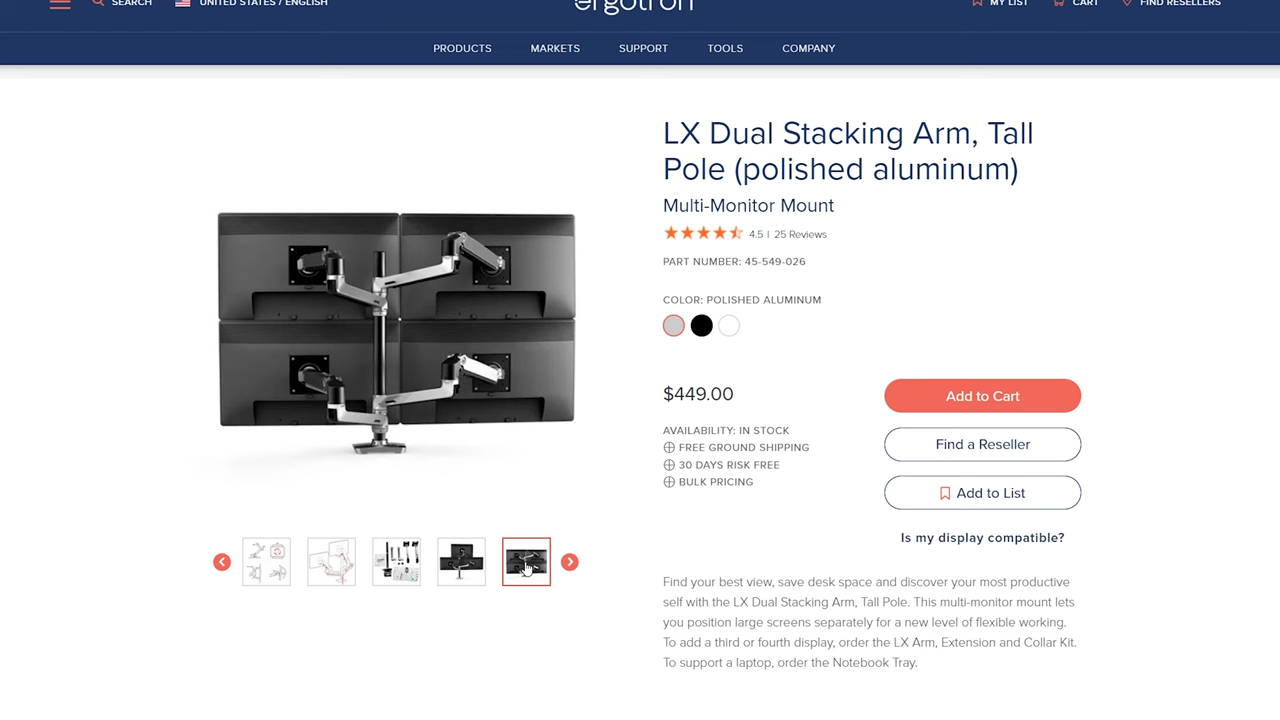 SEARCH
UNITED STATES / ENGLISH
ergotron
MY LIST
CART
FIND RESELLERS
PRODUCTS
MARKETS
SUPPORT
TOOLS
COMPANY
LX Dual Stacking Arm, Tall
Pole (polished aluminum)
Multi-Monitor Mount
4.5 | 25 Reviews
PART NUMBER: 45-549-026
COLOR: POLISHED ALUMINUM
$449.00
AVAILABILITY: IN STOCK
FREE GROUND SHIPPING
30 DAYS RISK FREE
BULK PRICING
Add to Cart
Find a Reseller
Add to List
Is my display compatible?
Find your best view, save desk space and discover your most productive
self with the LX Dual Stacking Arm, Tall Pole. This multi-monitor mount lets
you position large screens separately for a new level of flexible working.
To add a third or fourth display, order the LX Arm, Extension and Collar Kit.
To support a laptop, order the Notebook Tray.